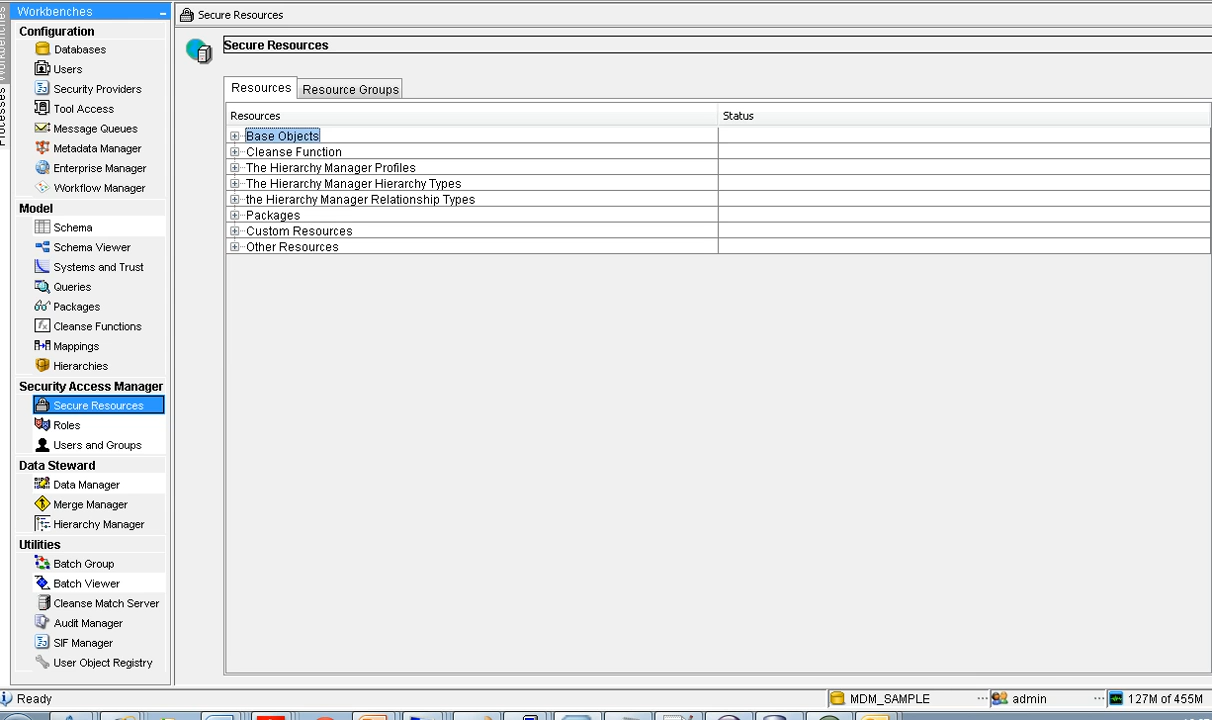 Workbenches
Configuration
Databases
Users
Security Providers
Tool Access
Message Queues
Metadata Manager
Enterprise Manager
Workflow Manager
Model
Schema
Schema Viewer
Systems and Trust
Queries
Packages
Cleanse Functions
Mappings
Hierarchies
Security Access Manager
Secure Resources
Roles
Users and Groups
Data Steward
Data Manager
Merge Manager
Hierarchy Manager
Utilities
Batch Group
Batch Viewer
Cleanse Match Server
Audit Manager
SIF Manager
User Object Registry
Workbenches
Processes
Secure Resources
Secure Resources
Resources
Resource Groups
Resources Status
Base Objects
Cleanse Function
The Hierarchy Manager Profiles
The Hierarchy Manager Hierarchy Types
the Hierarchy Manager Relationship Types
Packages
Custom Resources
Other Resources
Ready
MDM_SAMPLE
admin
127M of 455M